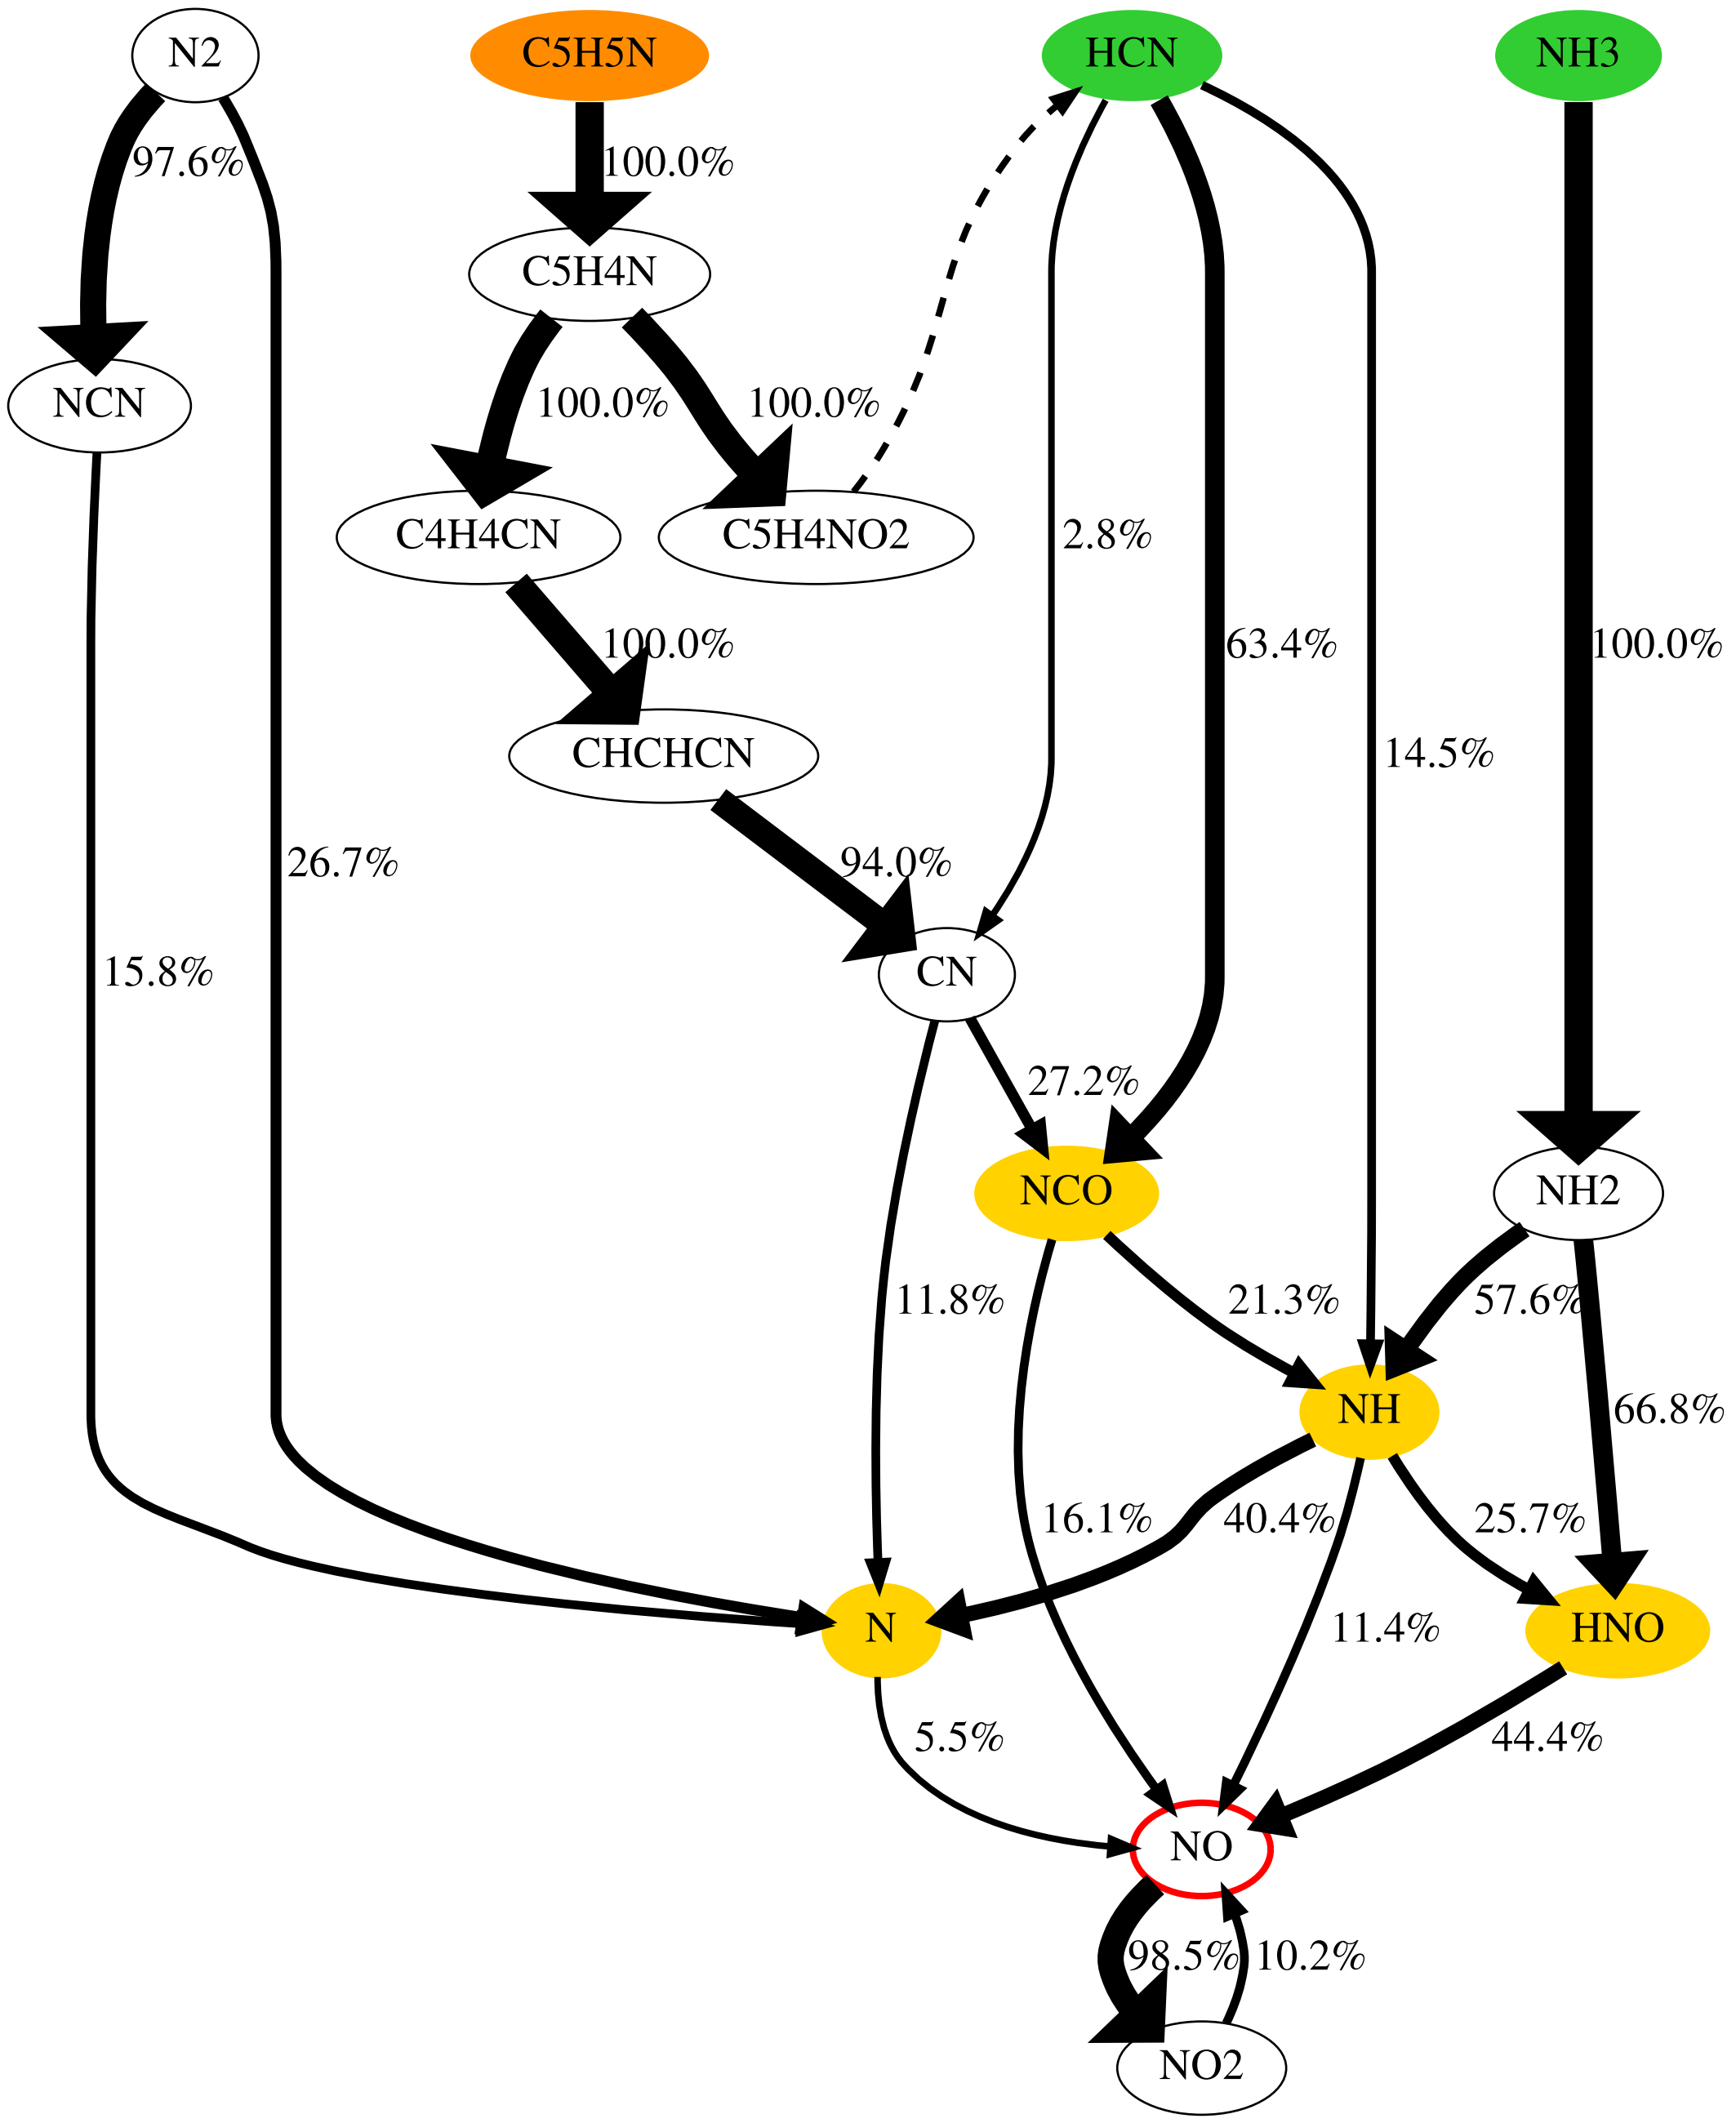 N2
C5H5N
HCN
NH3
97.6%
100.0%
C5H4N
NCN
100.0%
100.0%
C4H4CN
C5H4NO2
2.8%
100.0%
63.4%
100.0%
CHCHCN
14.5%
26.7%
94.0%
15.8%
CN
27.2%
NCO
NH2
11.8%
21.3%
57.6%
NH
66.8%
16.1%
40.4%
25.7%
N
11.4%
HNO
5.5%
44.4%
NO
98.5%
10.2%
NO2